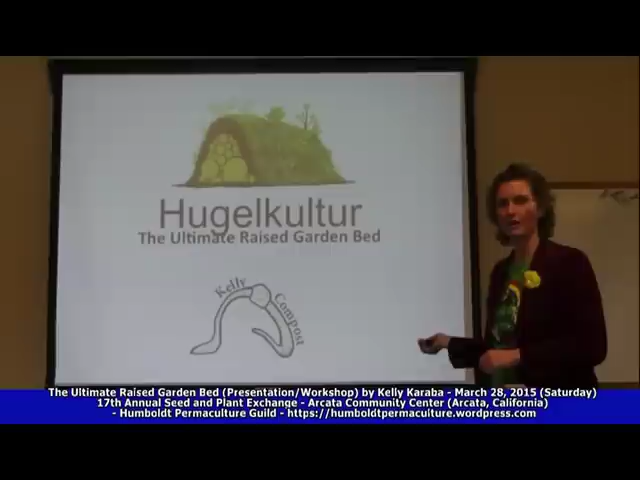 Hugelkultur
The Ultimate Raised Garden Bed
Kelly Compost
The Ultimate Raised Garden Bed (Presentation/Workshop) by Kelly Karaba - March 28, 2015 (Saturday)
17th Annual Seed and Plant Exchange - Arcata Community Center (Arcata, California)
- Humboldt Permaculture Guild - https://humboldtpermaculture.wordpress.com